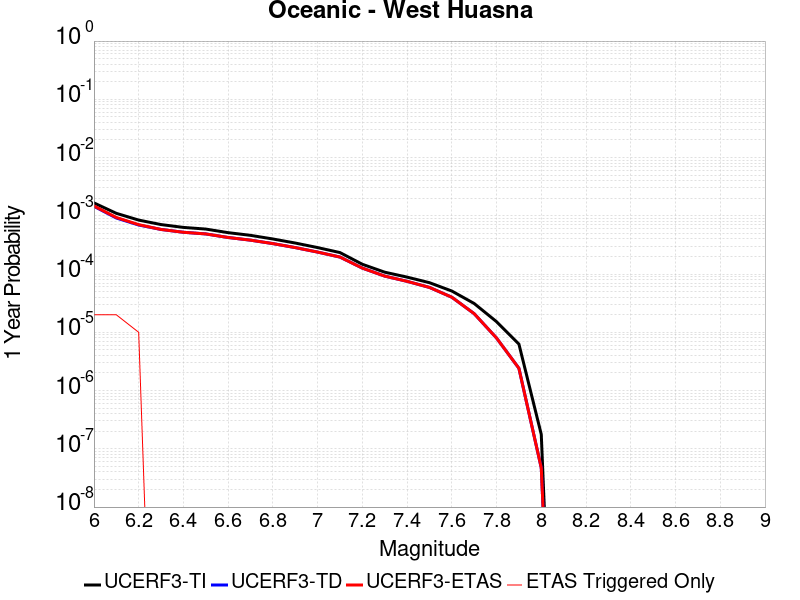 Oceanic - West Huasna
10^0
10^-1
10^-2
10^-3
10^-4
10^-5
10^-6
10^-7
10^-8
1 Year Probability
6 6.2 6.4 6.6 6.8 7 7.2 7.4 7.6 7.8 8 8.2 8.4 8.6 8.8 9
Magnitude
UCERF3-TI UCERF3-TD UCERF3-ETAS ETAS Triggered Only